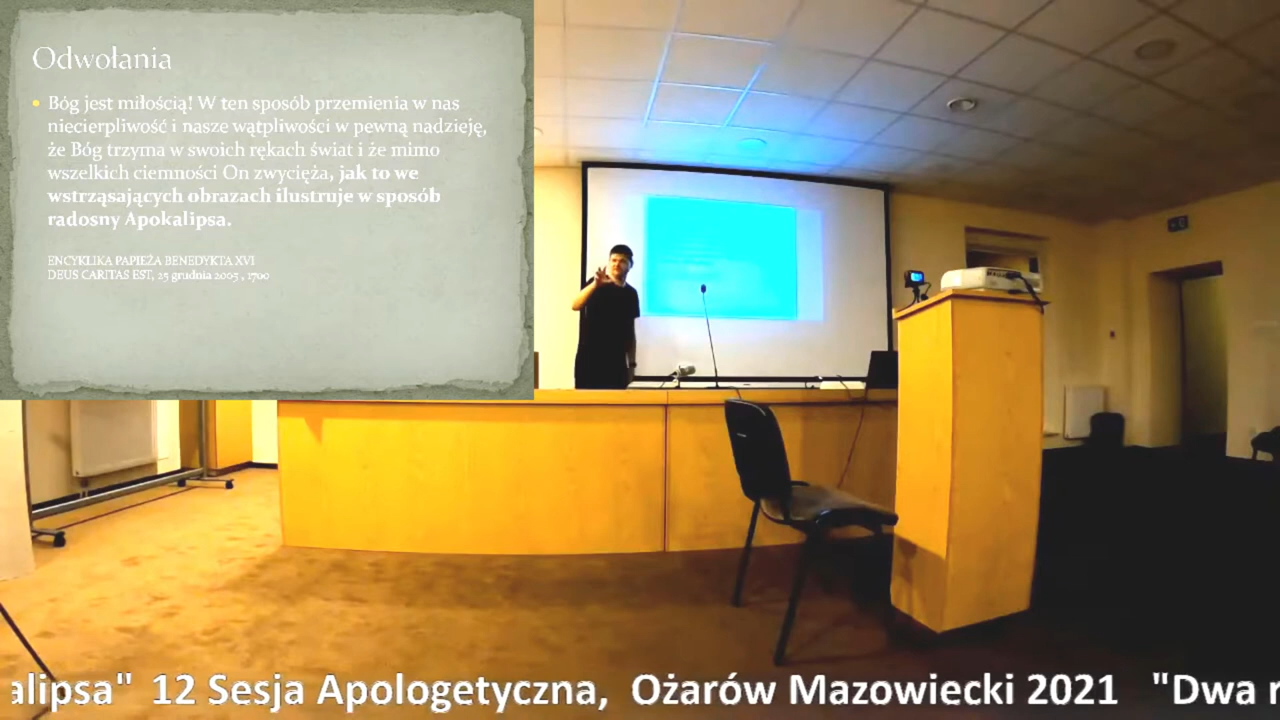 Odwołania
Bóg jest miłością! W ten sposób przemienia w nas
niecierpliwość i nasze wątpliwości w pewną nadzieję,
że Bóg trzyma w swoich rękach świat i że mimo
wszelkich ciemności On zwycięża, jak to we
wstrząsających obrazach ilustruje w sposób
radosny Apokalipsa.
ENCYKLIKA PAPIEŻA BENEDYKTA XVI
DEUS CARITAS EST, 25 grudnia 2005 , 1700
alipsa" 12 Sesja Apologetyczna, Ożarów Mazowiecki 2021 "Dwa r